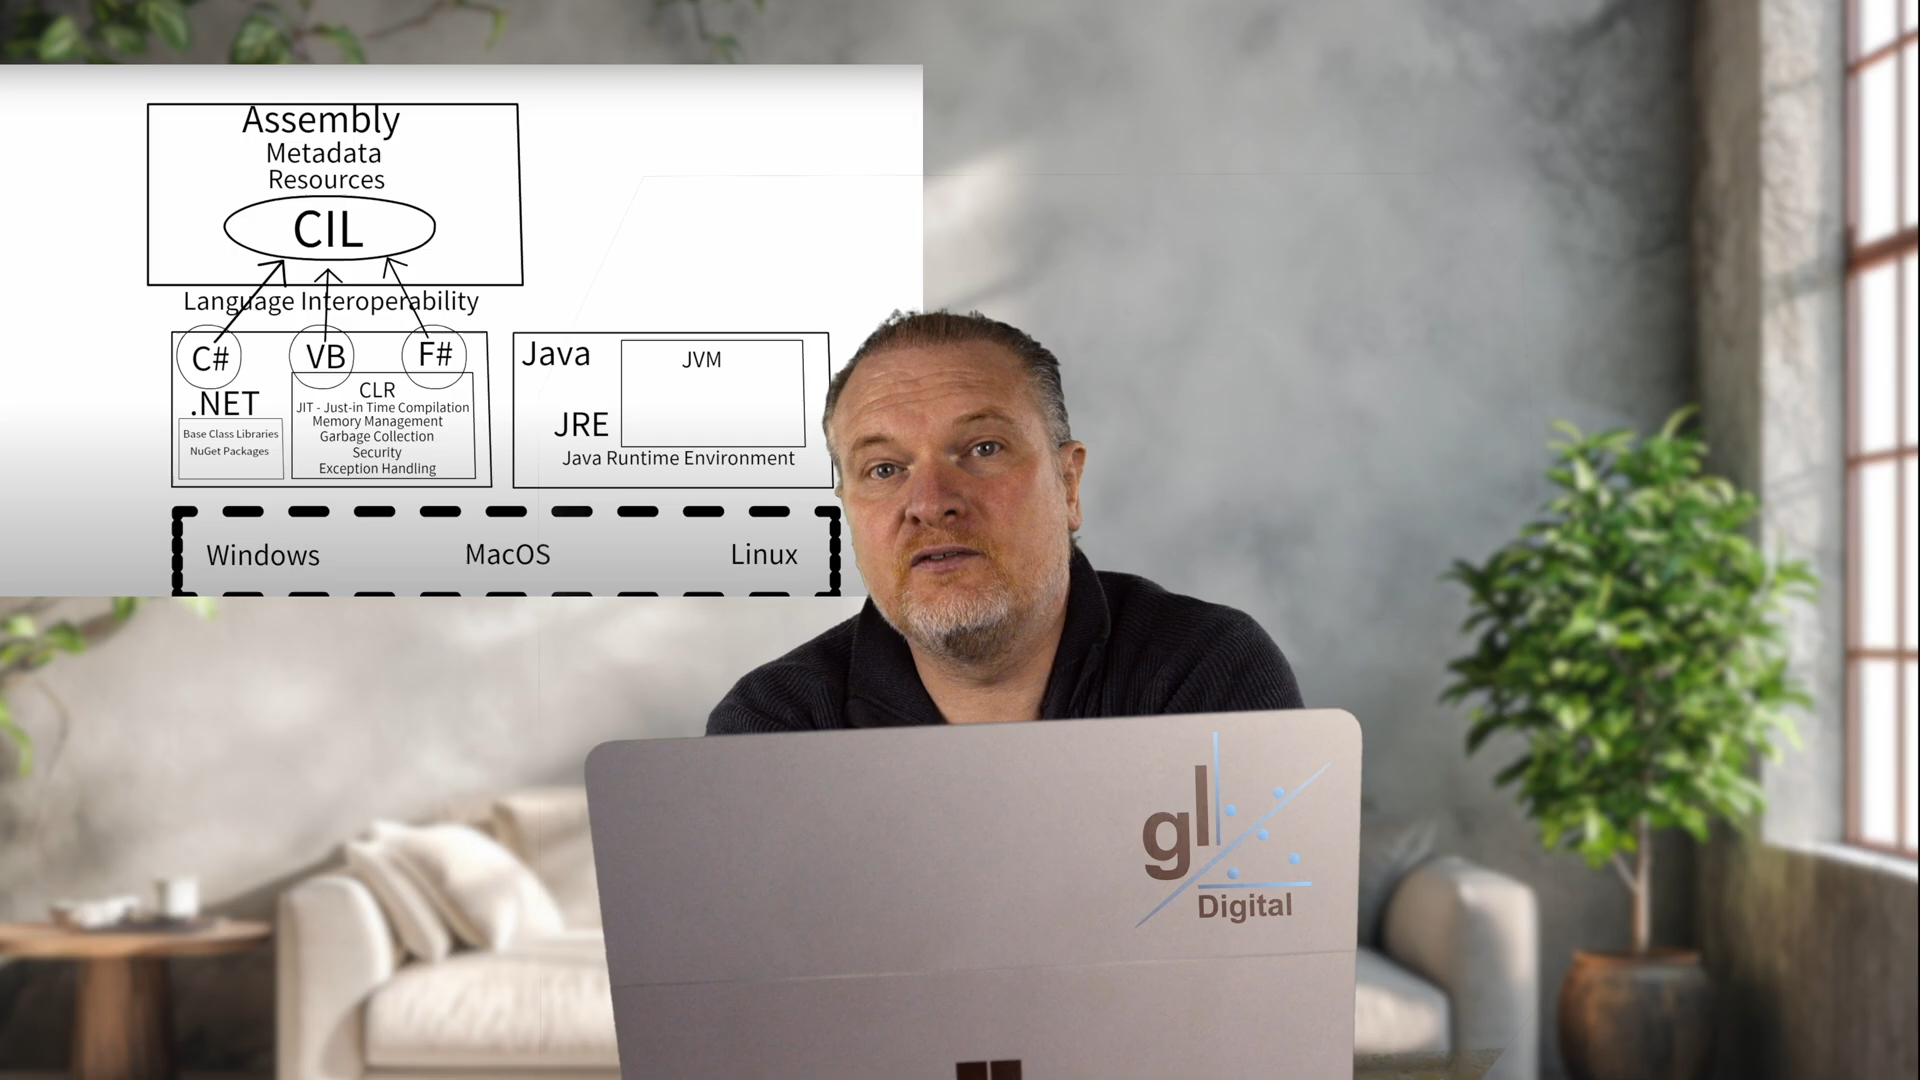 Assembly
Metadata
Resources
CIL
Language Interoperability
C#
VB
F#
.NET
Base Class Libraries
NuGet Packages
CLR
JIT - Just-in Time Compilation
Memory Management
Garbage Collection
Security
Exception Handling
Java
JVM
JRE
Java Runtime Environment
Windows
MacOS
Linux
gl
Digital